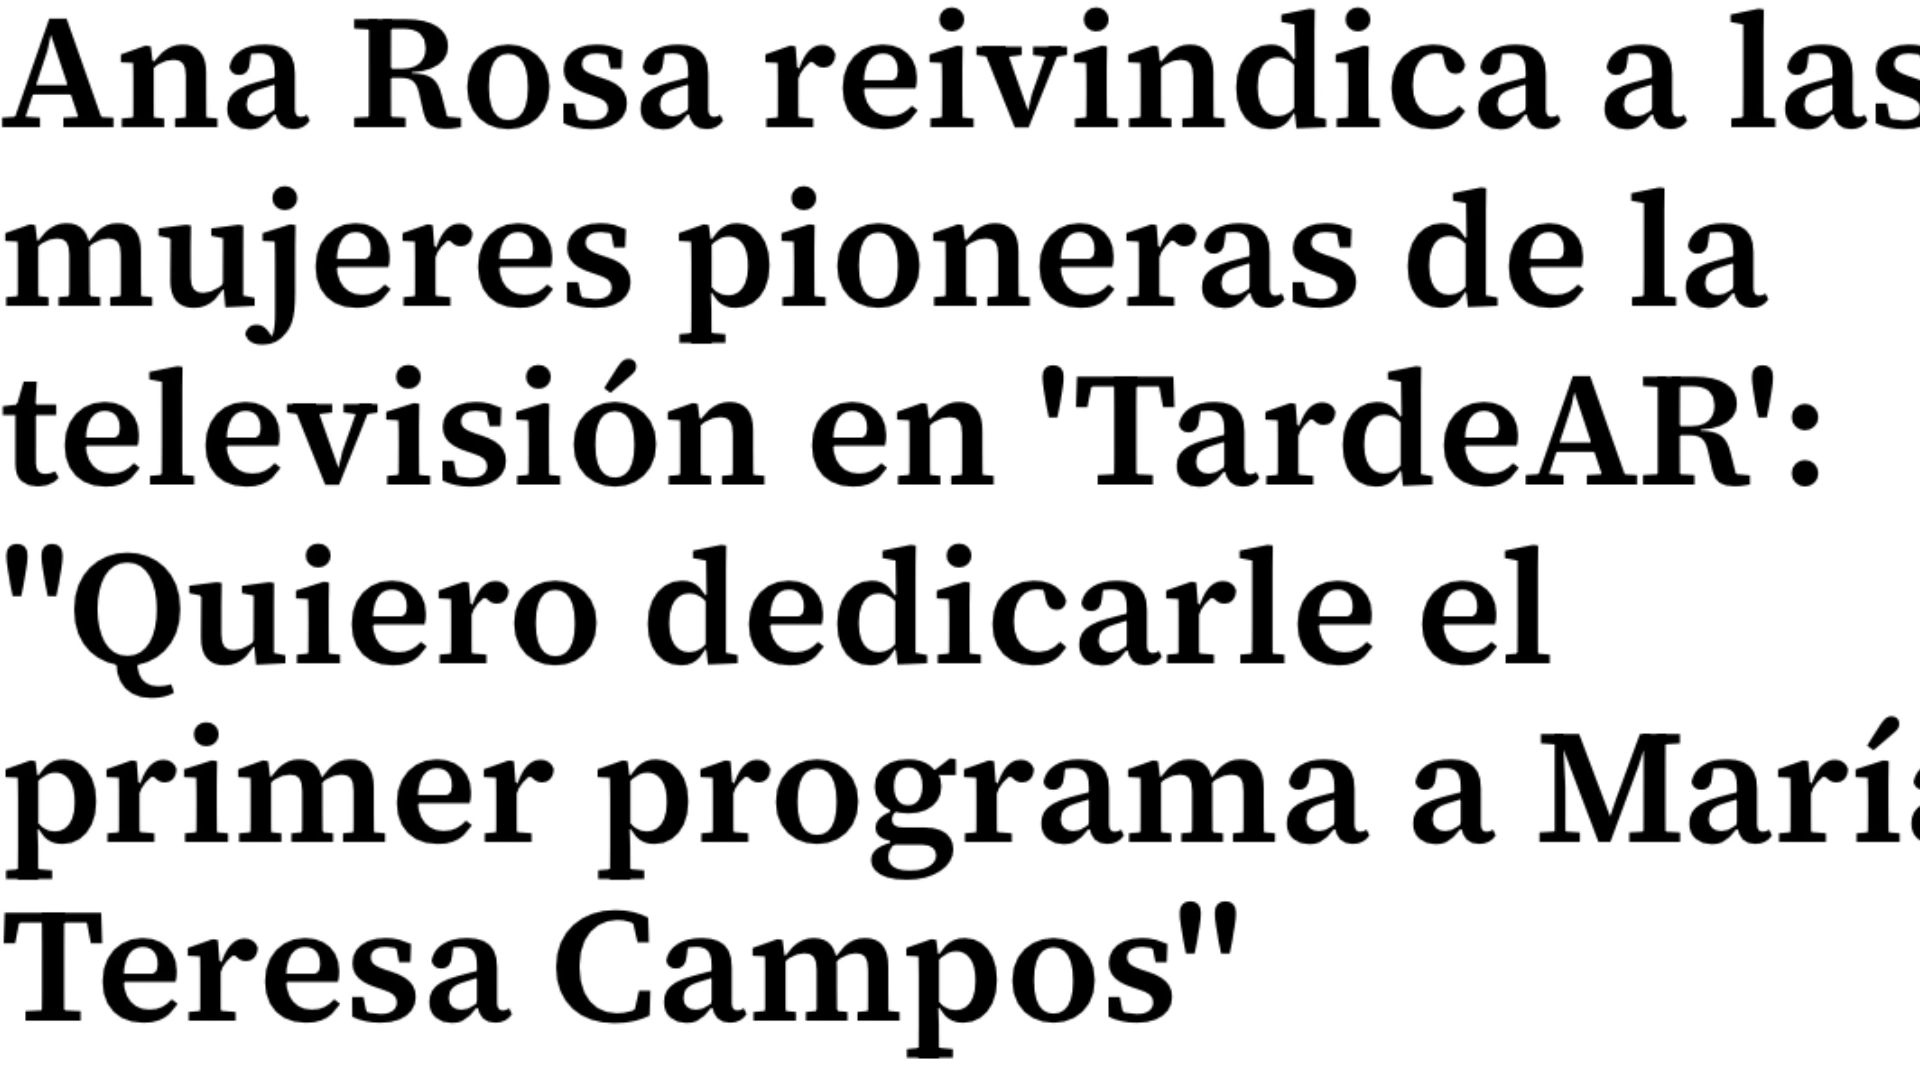 Ana Rosa reivindica a las
mujeres pioneras de la
televisión en 'TardeAR':
"Quiero dedicarle el
primer programa a María
Teresa Campos"